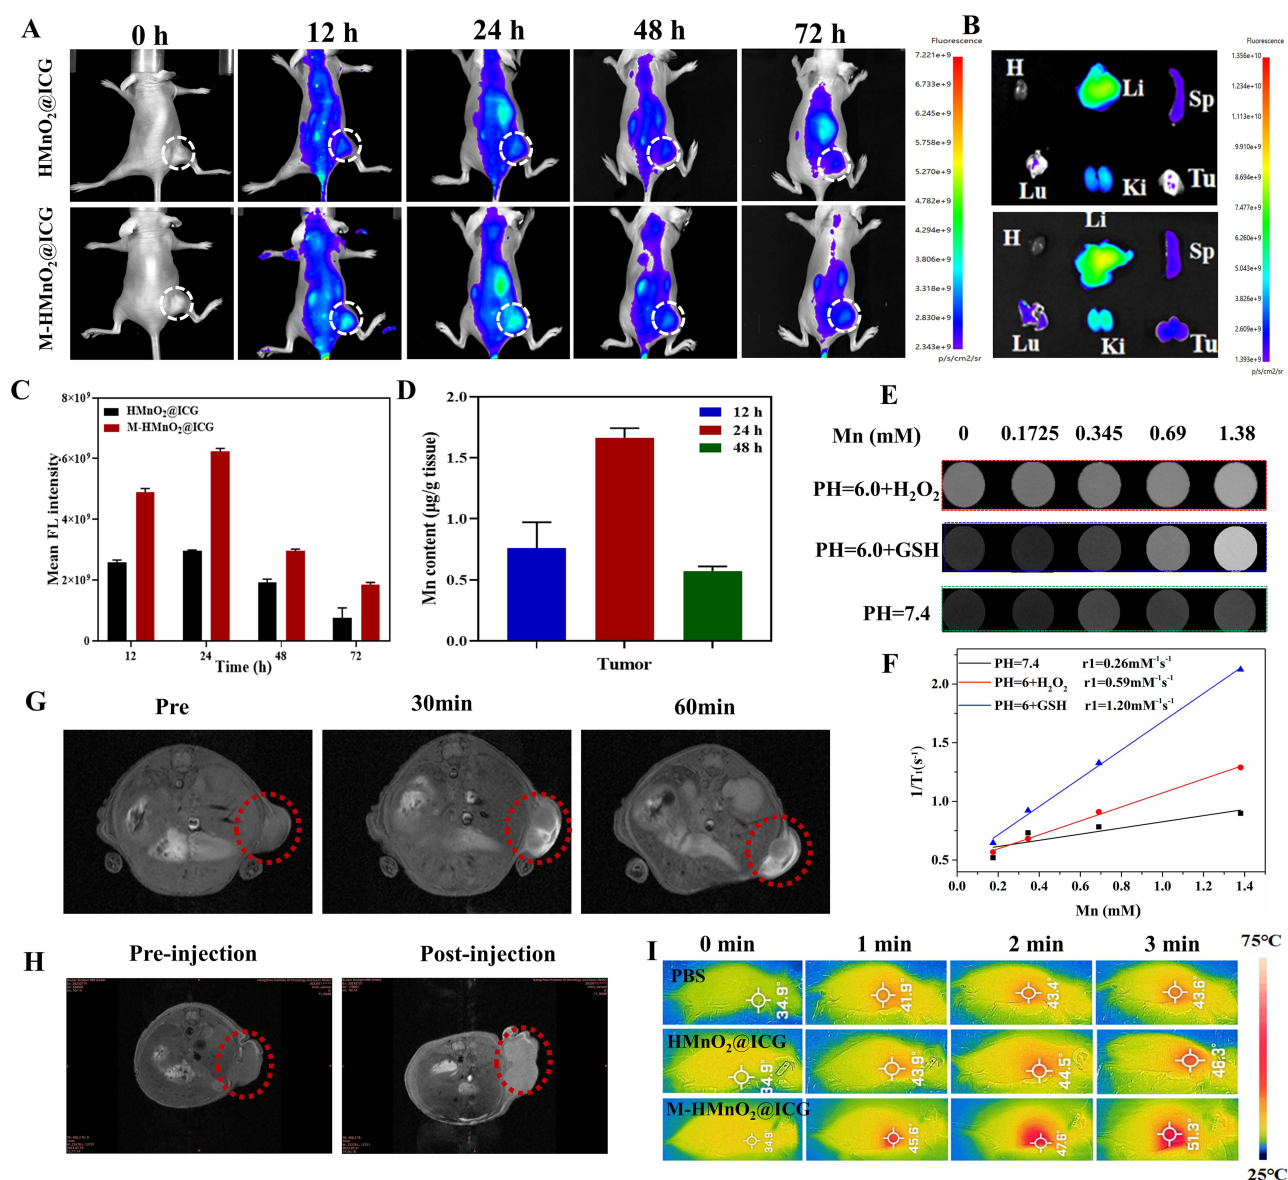 A
0 h
12 h
24 h
48 h
72 h
HMnO₂@ICG
M-HMnO₂@ICG
Fluorescence
7.221e+9
6.733e+9
6.245e+9
5.758e+9
5.270e+9
4.782e+9
4.294e+9
3.806e+9
3.318e+9
2.830e+9
2.343e+9
p/s/cm2/sr
B
H
Li
Sp
Lu
Ki
Tu
Li
H
Sp
Lu
Ki
Tu
Fluorescence
1.356e+10
1.234e+10
1.113e+10
9.910e+9
8.694e+9
7.477e+9
6.260e+9
5.043e+9
3.826e+9
2.609e+9
1.393e+9
p/s/cm2/sr
C
HMnO₂@ICG
M-HMnO₂@ICG
Mean FL intensity
8×10⁹
6×10⁹
4×10⁹
2×10⁹
0
12
24
48
72
Time (h)
D
12 h
24 h
48 h
Mn content (μg/g tissue)
2.0
1.5
1.0
0.5
0.0
Tumor
E
Mn (mM) 0 0.1725 0.345 0.69 1.38
PH=6.0+H₂O₂
PH=6.0+GSH
PH=7.4
F
PH=7.4 r1=0.26mM⁻¹s⁻¹
PH=6+H₂O₂ r1=0.59mM⁻¹s⁻¹
PH=6+GSH r1=1.20mM⁻¹s⁻¹
1/T₁(s⁻¹)
2.0
1.5
1.0
0.5
0.0 0.2 0.4 0.6 0.8 1.0 1.2 1.4
Mn (mM)
G
Pre
30min
60min
H
Pre-injection
Post-injection
I
0 min
1 min
2 min
3 min
75°C
PBS
34.9°
41.9°
43.4°
43.6°
HMnO₂@ICG
34.9°
43.9°
44.5°
46.3°
M-HMnO₂@ICG
34.9°
45.6°
47.6°
51.3°
25°C